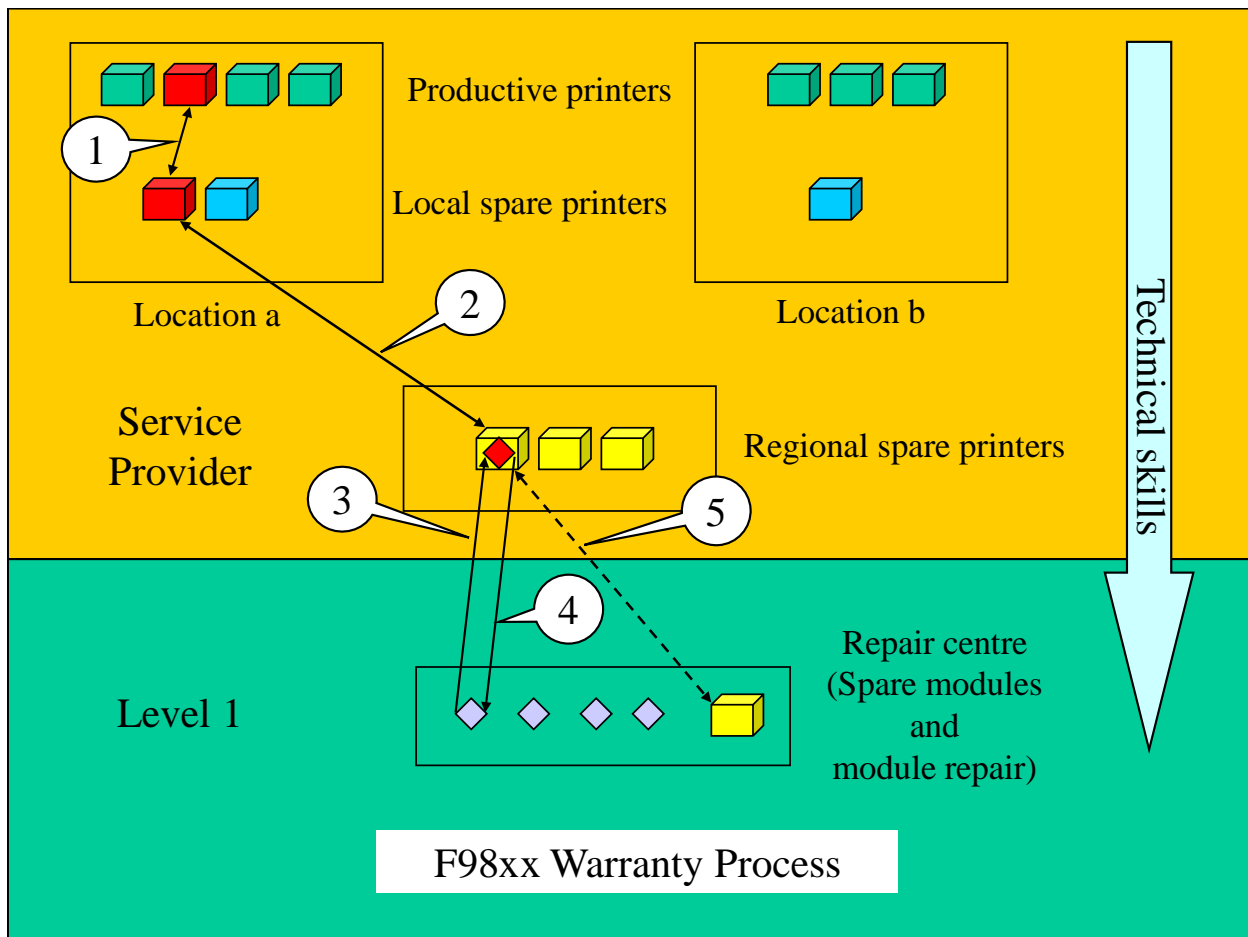 Productive printers
1
Local spare printers
Location a
2
Location b
Service
Provider
Regional spare printers
3
5
4
Technical skills
Level 1
Repair centre
(Spare modules
and
module repair)
F98xx Warranty Process